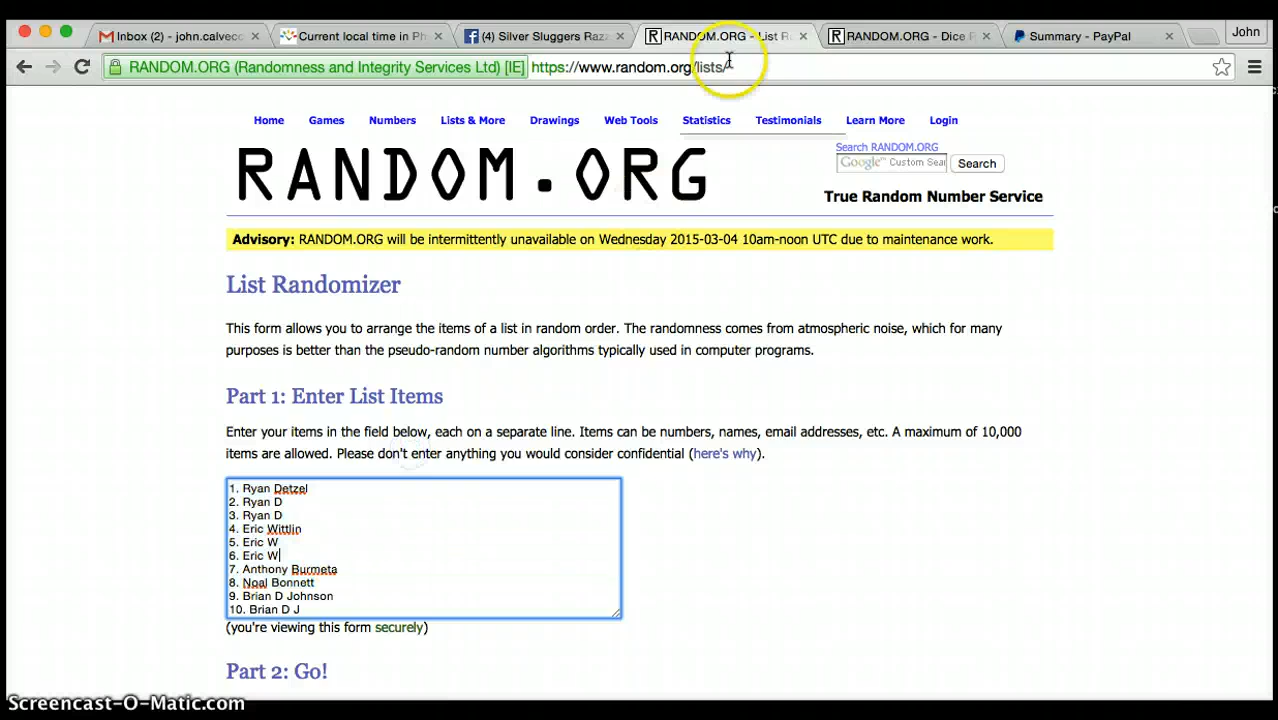 Inbox (2) - john.calvecc
Current local time in Ph
(4) Silver Sluggers Raz
RANDOM.ORG - List R
RANDOM.ORG - Dice
Summary - PayPal
John
RANDOM.ORG (Randomness and Integrity Services Ltd) [IE] https://www.random.org/lists/
Home Games Numbers Lists & More Drawings Web Tools Statistics Testimonials Learn More Login
RANDOM.ORG
Search RANDOM.ORG
Google™ Custom Sea Search
True Random Number Service
Advisory: RANDOM.ORG will be intermittently unavailable on Wednesday 2015-03-04 10am-noon UTC due to maintenance work.
List Randomizer
This form allows you to arrange the items of a list in random order. The randomness comes from atmospheric noise, which for many
purposes is better than the pseudo-random number algorithms typically used in computer programs.
Part 1: Enter List Items
Enter your items in the field below, each on a separate line. Items can be numbers, names, email addresses, etc. A maximum of 10,000
items are allowed. Please don't enter anything you would consider confidential (here's why).
1. Ryan Detzel
2. Ryan D
3. Ryan D
4. Eric Wittlin
5. Eric W
6. Eric W
7. Anthony Burmeta
8. Noal Bonnett
9. Brian D Johnson
10. Brian D J
(you're viewing this form securely)
Part 2: Go!
Screencast-O-Matic.com